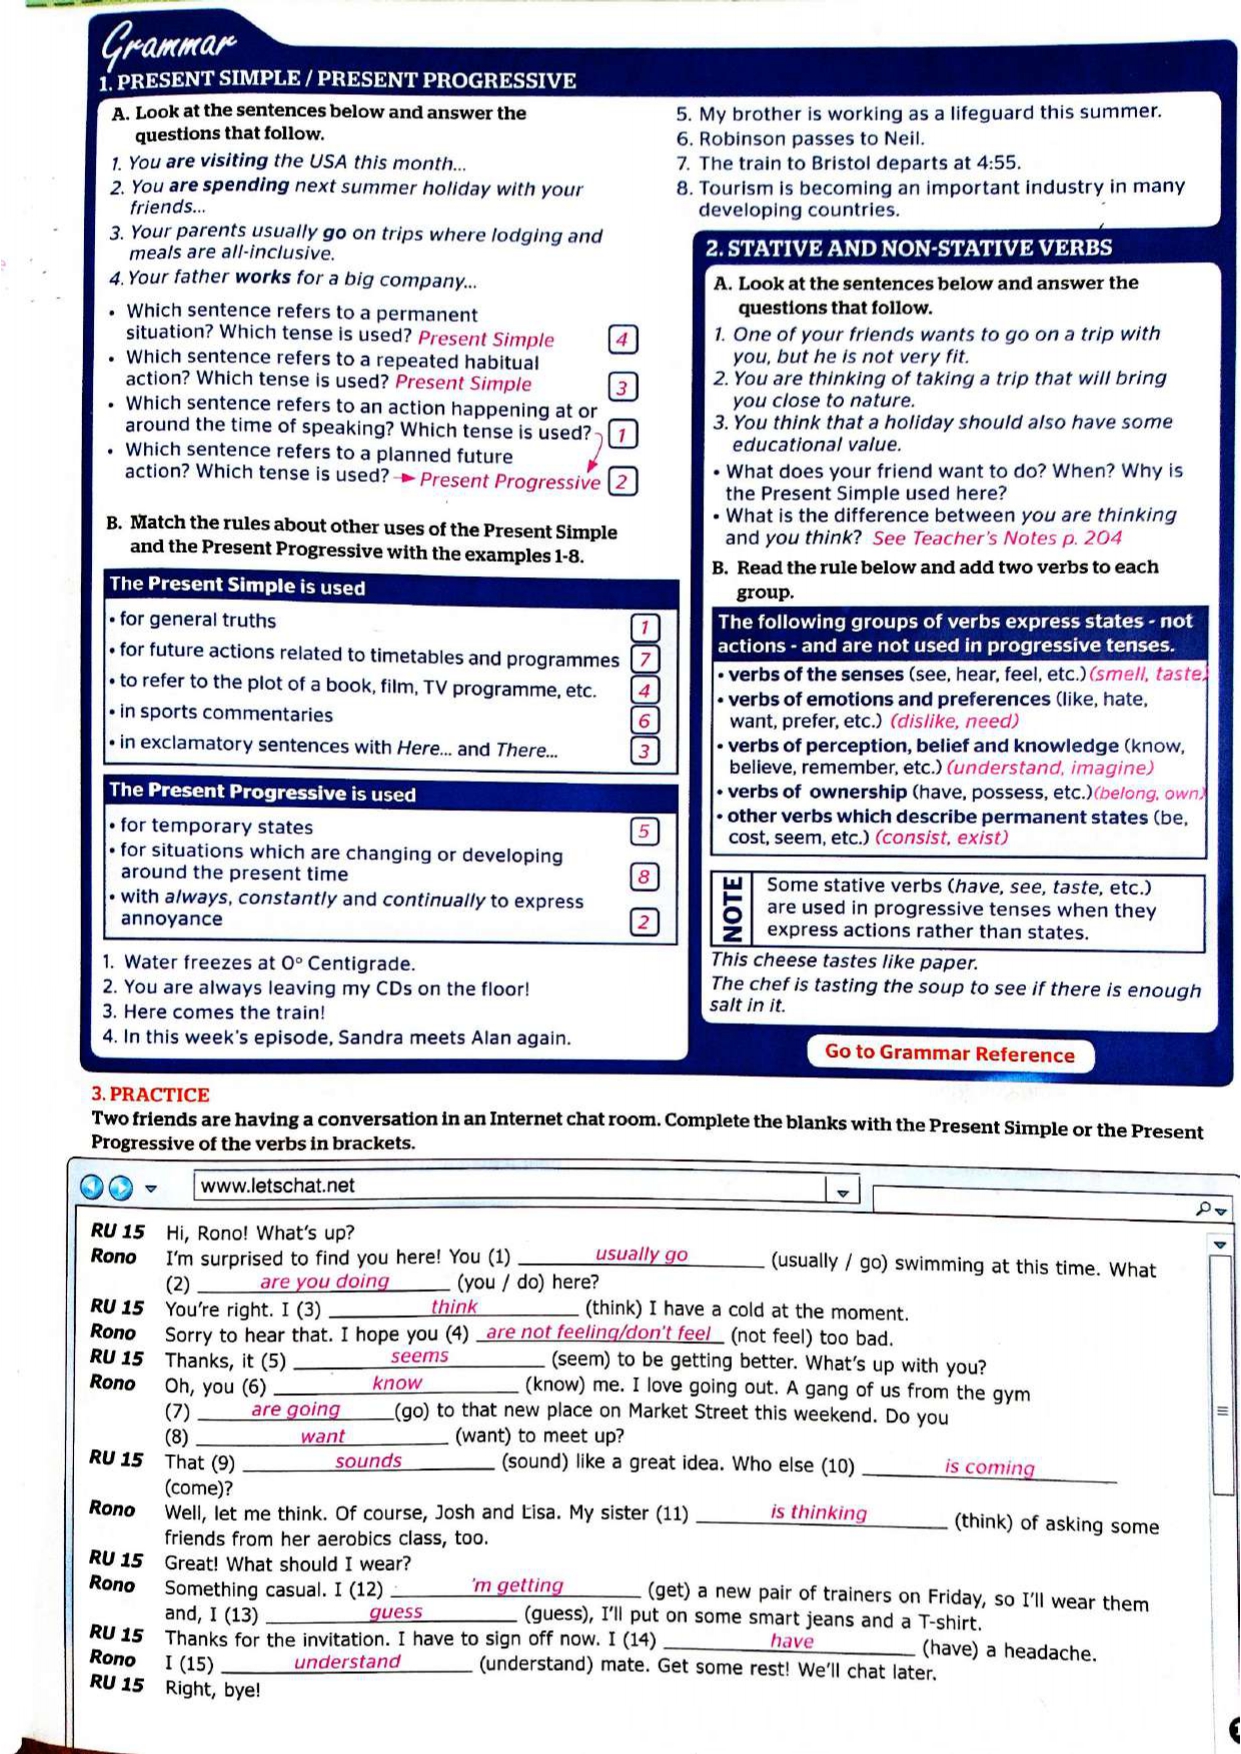 Grammar
1. PRESENT SIMPLE / PRESENT PROGRESSIVE
A. Look at the sentences below and answer the
questions that follow.
1. You are visiting the USA this month...
2. You are spending next summer holiday with your
friends...
3. Your parents usually go on trips where lodging and
meals are all-inclusive.
4. Your father works for a big company...
• Which sentence refers to a permanent
situation? Which tense is used? Present Simple 4
• Which sentence refers to a repeated habitual
action? Which tense is used? Present Simple 3
• Which sentence refers to an action happening at or
around the time of speaking? Which tense is used? 1
• Which sentence refers to a planned future
action? Which tense is used? Present Progressive 2
B. Match the rules about other uses of the Present Simple
and the Present Progressive with the examples 1-8.
The Present Simple is used
• for general truths 1
• for future actions related to timetables and programmes 7
• to refer to the plot of a book, film, TV programme, etc. 4
• in sports commentaries 6
• in exclamatory sentences with Here... and There... 3
The Present Progressive is used
• for temporary states 5
• for situations which are changing or developing
around the present time 8
• with always, constantly and continually to express
annoyance 2
1. Water freezes at 0° Centigrade.
2. You are always leaving my CDs on the floor!
3. Here comes the train!
4. In this week's episode, Sandra meets Alan again.
5. My brother is working as a lifeguard this summer.
6. Robinson passes to Neil.
7. The train to Bristol departs at 4:55.
8. Tourism is becoming an important industry in many
developing countries.
2. STATIVE AND NON-STATIVE VERBS
A. Look at the sentences below and answer the
questions that follow.
1. One of your friends wants to go on a trip with
you, but he is not very fit.
2. You are thinking of taking a trip that will bring
you close to nature.
3. You think that a holiday should also have some
educational value.
• What does your friend want to do? When? Why is
the Present Simple used here?
• What is the difference between you are thinking
and you think? See Teacher's Notes p. 204
B. Read the rule below and add two verbs to each
group.
The following groups of verbs express states - not
actions - and are not used in progressive tenses.
• verbs of the senses (see, hear, feel, etc.) (smell, taste)
• verbs of emotions and preferences (like, hate,
want, prefer, etc.) (dislike, need)
• verbs of perception, belief and knowledge (know,
believe, remember, etc.) (understand, imagine)
• verbs of ownership (have, possess, etc.) (belong, own)
• other verbs which describe permanent states (be,
cost, seem, etc.) (consist, exist)
NOTE
Some stative verbs (have, see, taste, etc.)
are used in progressive tenses when they
express actions rather than states.
This cheese tastes like paper.
The chef is tasting the soup to see if there is enough
salt in it.
Go to Grammar Reference
3. PRACTICE
Two friends are having a conversation in an Internet chat room. Complete the blanks with the Present Simple or the Present
Progressive of the verbs in brackets.
www.letschat.net
RU 15 Hi, Rono! What's up?
Rono I'm surprised to find you here! You (1) usually go (usually / go) swimming at this time. What
(2) are you doing (you / do) here?
RU 15 You're right. I (3) think (think) I have a cold at the moment.
Rono Sorry to hear that. I hope you (4) are not feeling/don't feel (not feel) too bad.
RU 15 Thanks, it (5) seems (seem) to be getting better. What's up with you?
Rono Oh, you (6) know (know) me. I love going out. A gang of us from the gym
(7) are going (go) to that new place on Market Street this weekend. Do you
(8) want (want) to meet up?
RU 15 That (9) sounds (sound) like a great idea. Who else (10) is coming
(come)?
Rono Well, let me think. Of course, Josh and Lisa. My sister (11) is thinking (think) of asking some
friends from her aerobics class, too.
RU 15 Great! What should I wear?
Rono Something casual. I (12) 'm getting (get) a new pair of trainers on Friday, so I'll wear them
and, I (13) guess (guess), I'll put on some smart jeans and a T-shirt.
RU 15 Thanks for the invitation. I have to sign off now. I (14) have (have) a headache.
Rono I (15) understand (understand) mate. Get some rest! We'll chat later.
RU 15 Right, bye!